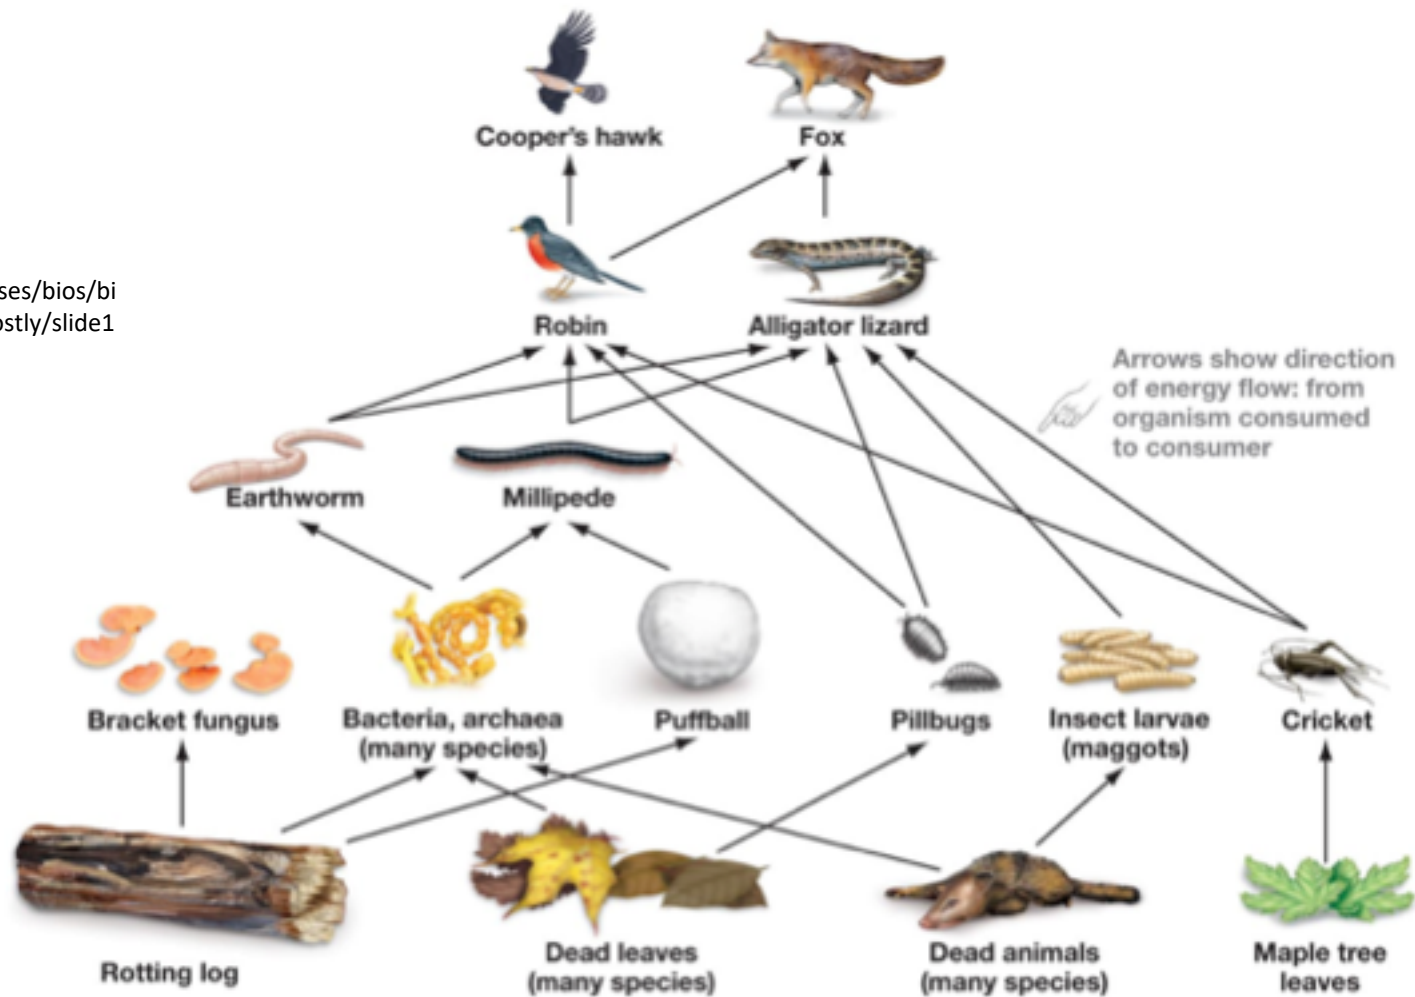 Cooper's hawk
Fox
ses/bios/bi
ostly/slide1
Robin
Alligator lizard
Arrows show direction
of energy flow: from
organism consumed
to consumer
Earthworm
Millipede
Bracket fungus
Bacteria, archaea
(many species)
Puffball
Pillbugs
Insect larvae
(maggots)
Cricket
Rotting log
Dead leaves
(many species)
Dead animals
(many species)
Maple tree
leaves